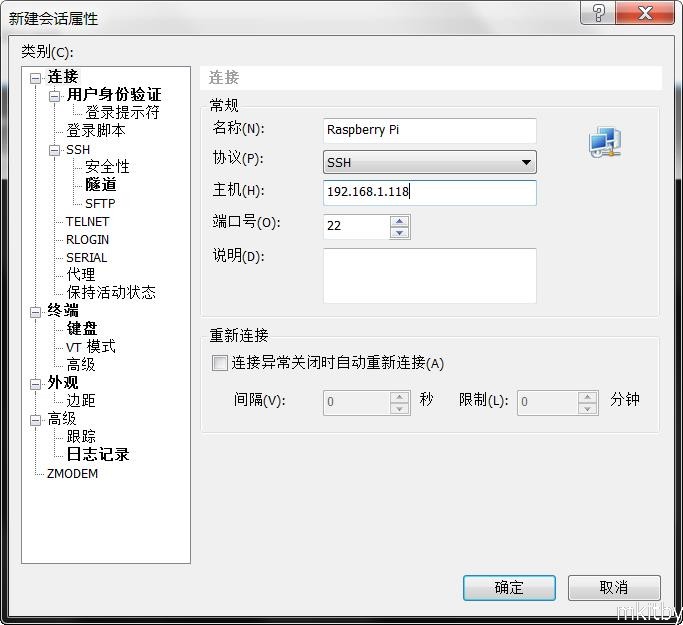 新建会话属性
类别(C):
连接
用户身份验证
登录提示符
登录脚本
SSH
安全性
隧道
SFTP
TELNET
RLOGIN
SERIAL
代理
保持活动状态
终端
键盘
VT 模式
高级
外观
边距
高级
跟踪
日志记录
ZMODEM
连接
常规
名称(N): Raspberry Pi
协议(P): SSH
主机(H): 192.168.1.118
端口号(O): 22
说明(D):
重新连接
连接异常关闭时自动重新连接(A)
间隔(V): 0 秒 限制(L): 0 分钟
确定 取消
mkitby